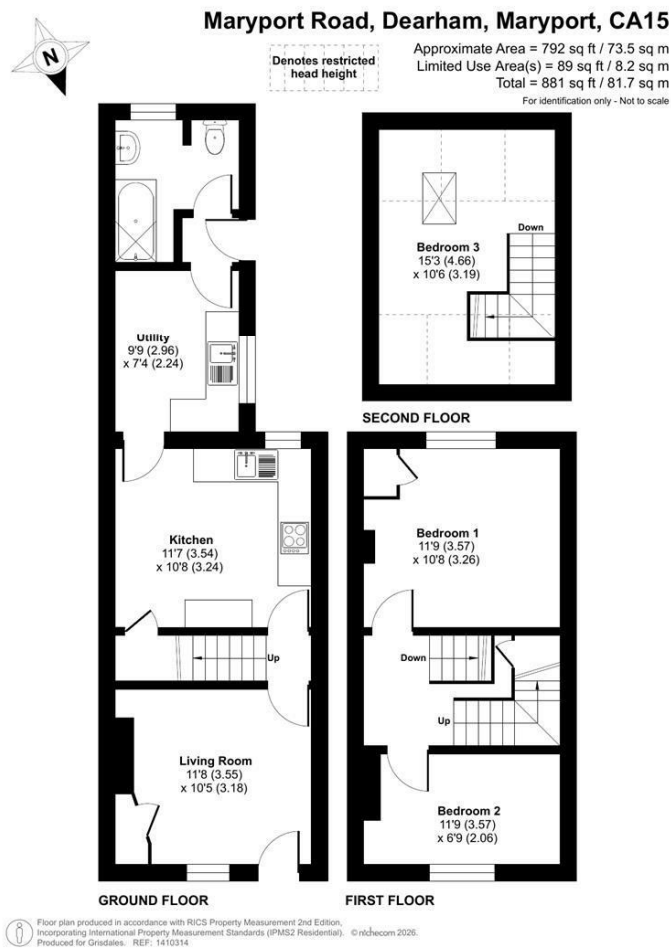 Maryport Road, Dearham, Maryport, CA15
Approximate Area = 792 sq ft / 73.5 sq m
Limited Use Area(s) = 89 sq ft / 8.2 sq m
Total = 881 sq ft / 81.7 sq m
For identification only - Not to scale
N
Denotes restricted
head height
Bedroom 3
15'3 (4.66)
x 10'6 (3.19)
Down
SECOND FLOOR
Utility
9'9 (2.96)
x 7'4 (2.24)
Kitchen
11'7 (3.54)
x 10'8 (3.24)
Up
Living Room
11'8 (3.55)
x 10'5 (3.18)
GROUND FLOOR
Bedroom 1
11'9 (3.57)
x 10'8 (3.26)
Down
Up
Bedroom 2
11'9 (3.57)
x 6'9 (2.06)
FIRST FLOOR
Floor plan produced in accordance with RICS Property Measurement 2nd Edition,
Incorporating International Property Measurement Standards (IPMS2 Residential). ©nichecom 2026.
Produced for Grisdales. REF: 1410314